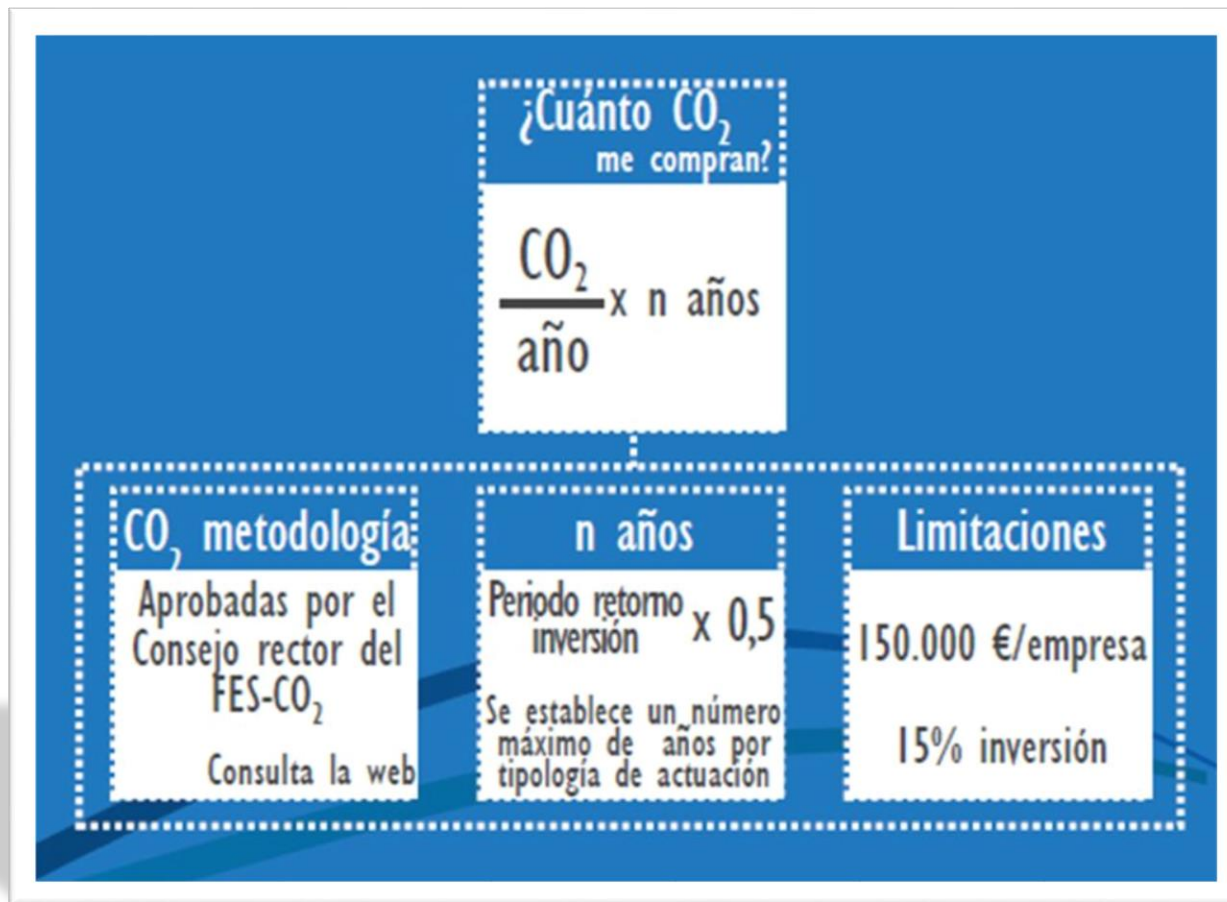 ¿Cuánto CO₂
me compran?
CO₂
año
x n años
CO₂ metodología
Aprobadas por el
Consejo rector del
FES-CO₂
Consulta la web
n años
Periodo retorno
inversión
x 0,5
Se establece un número
máximo de años por
tipología de actuación
Limitaciones
150.000 €/empresa
15% inversión